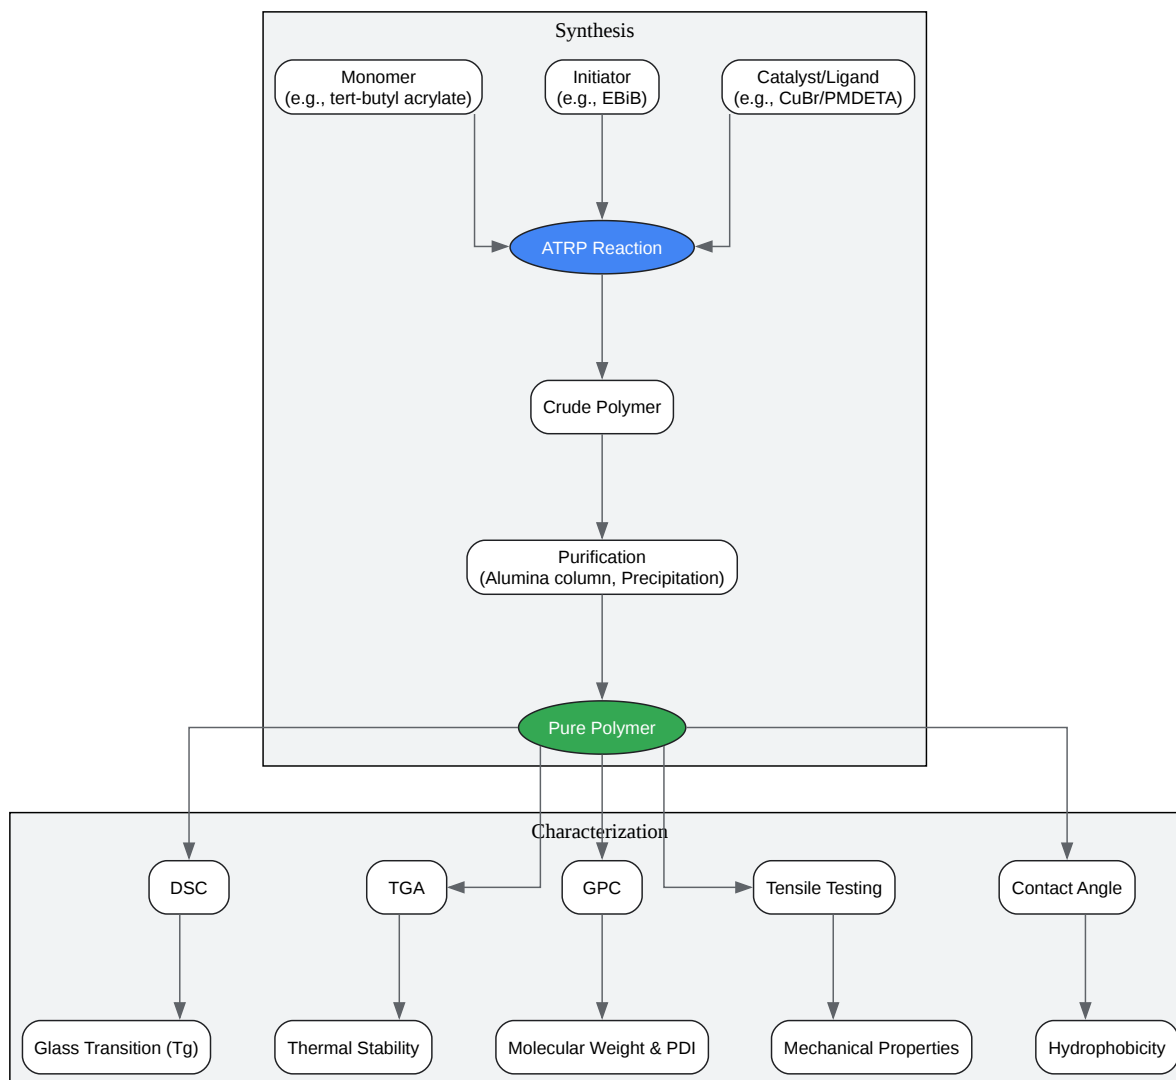 Synthesis
Monomer
(e.g., tert-butyl acrylate)
Initiator
(e.g., EBiB)
Catalyst/Ligand
(e.g., CuBr/PMDETA)
ATRP Reaction
Crude Polymer
Purification
(Alumina column, Precipitation)
Pure Polymer
Characterization
DSC
TGA
GPC
Tensile Testing
Contact Angle
Glass Transition (Tg)
Thermal Stability
Molecular Weight & PDI
Mechanical Properties
Hydrophobicity